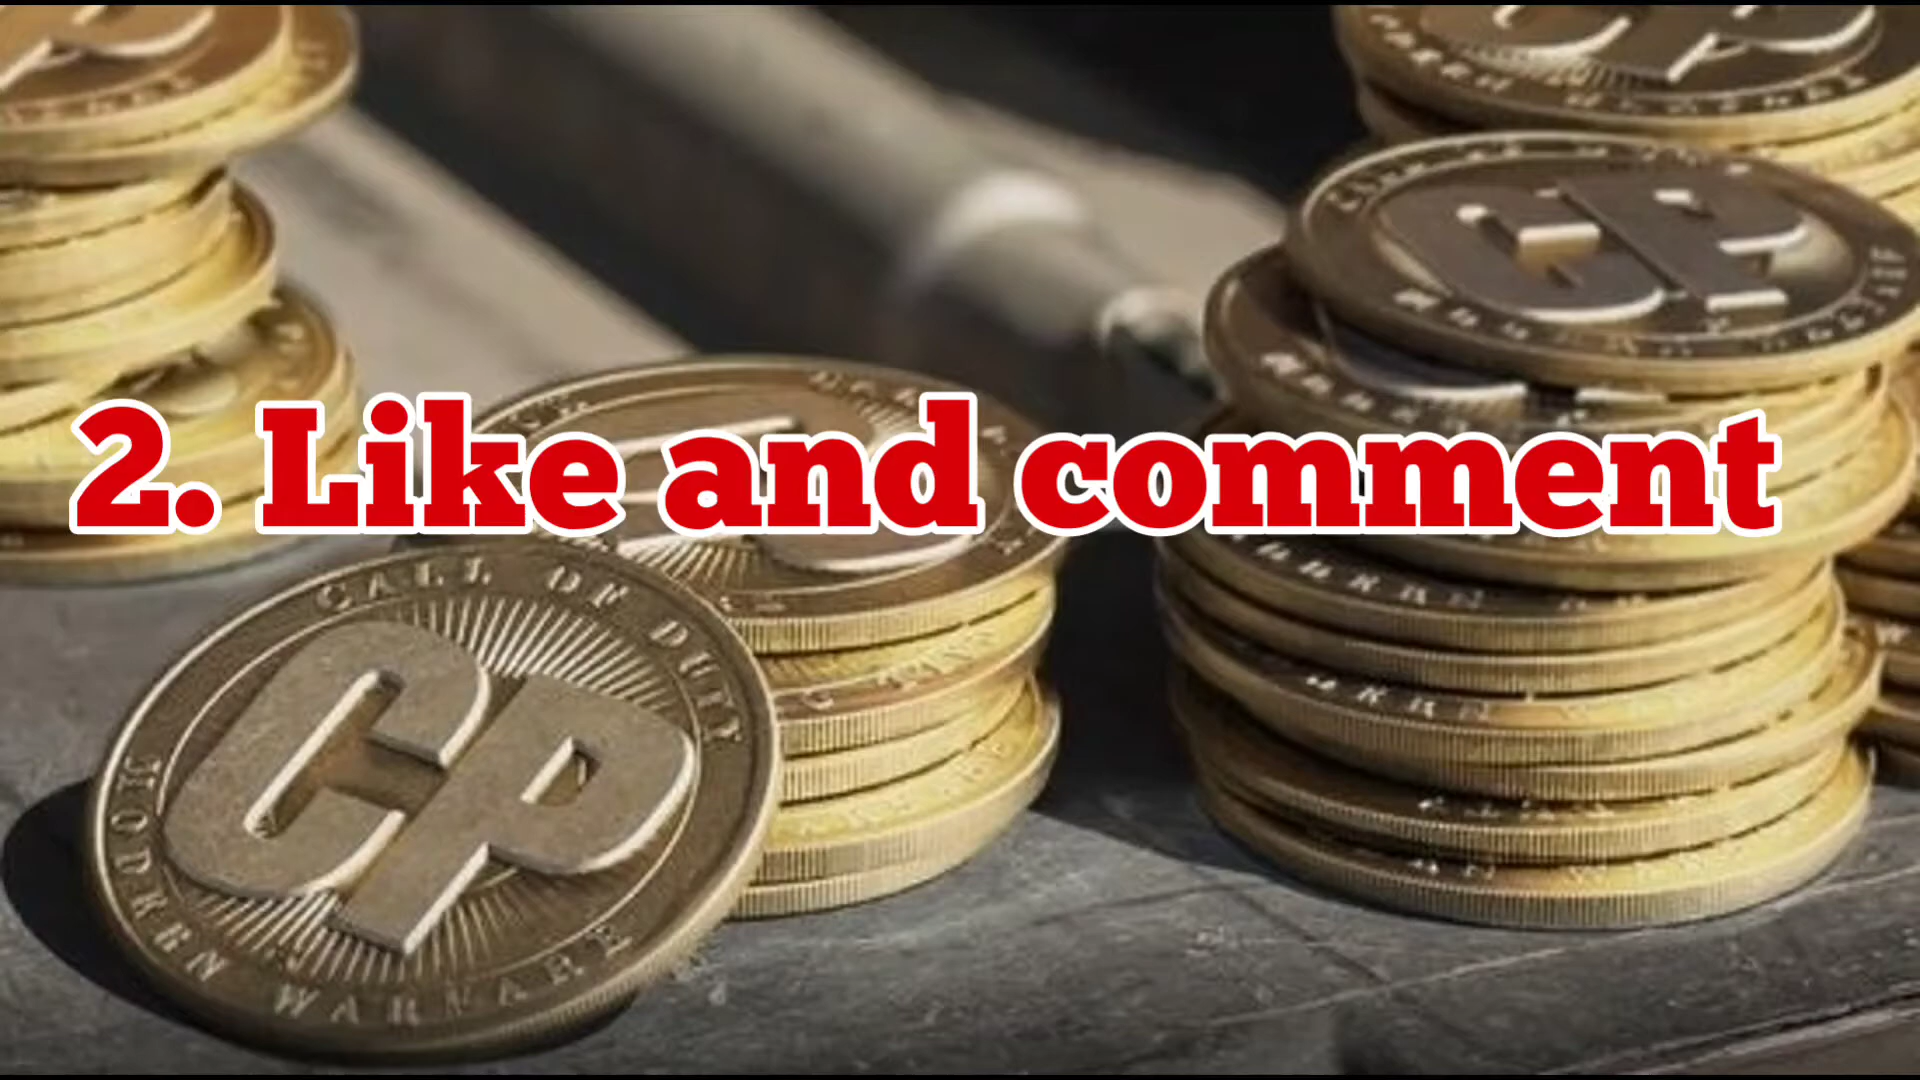 2. Like and comment
CALL OF DUTY
CP
MODERN WARFARE